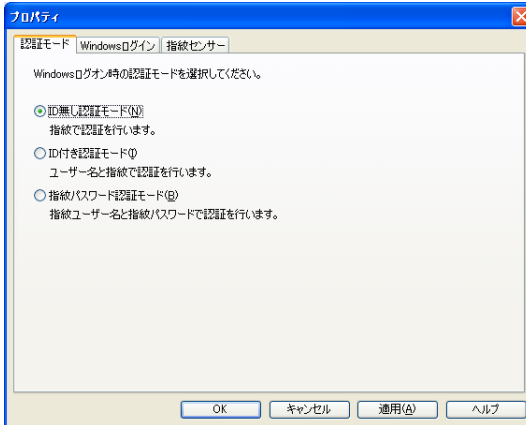 プロパティ
認証モード Windowsログイン 指紋センサー
Windowsログオン時の認証モードを選択してください。
ID無し認証モード(N)
指紋で認証を行います。
ID付き認証モード(I)
ユーザー名と指紋で認証を行います。
指紋パスワード認証モード(P)
指紋ユーザー名と指紋パスワードで認証を行います。
OK キャンセル 適用(A) ヘルプ